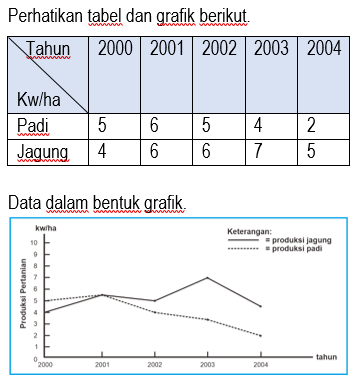 Perhatikan tabel dan grafik berikut.
Tahun 2000 2001 2002 2003 2004
Kw/ha
Padi 5 6 5 4 2
Jagung 4 6 6 7 5
Data dalam bentuk grafik.
kw/ha
Keterangan:
= produksi jagung
= produksi padi
Produksi Pertanian
10
9
8
7
6
5
4
3
2
1
0
tahun
2000 2001 2002 2003 2004